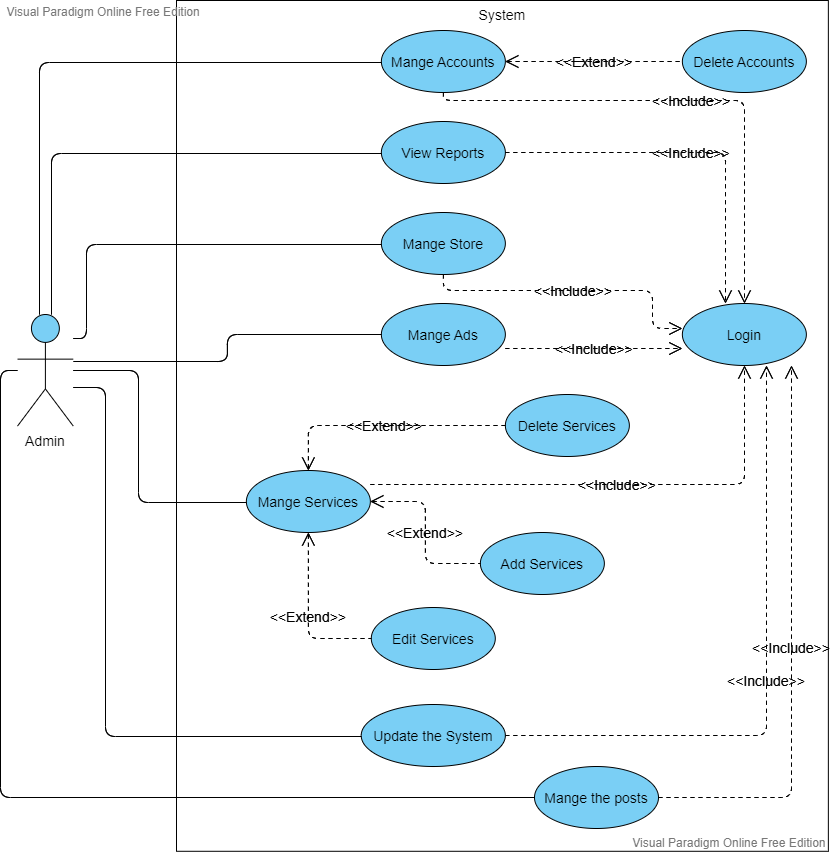 Visual Paradigm Online Free Edition
System
Mange Accounts
<<Extend>>
Delete Accounts
<<Include>>
View Reports
<<Include>>
Mange Store
<<Include>>
Mange Ads
<<Include>>
Login
Admin
Delete Services
<<Extend>>
Mange Services
<<Include>>
<<Extend>>
Add Services
<<Extend>>
Edit Services
<<Include>>
<<Include>>
Update the System
Mange the posts
Visual Paradigm Online Free Edition